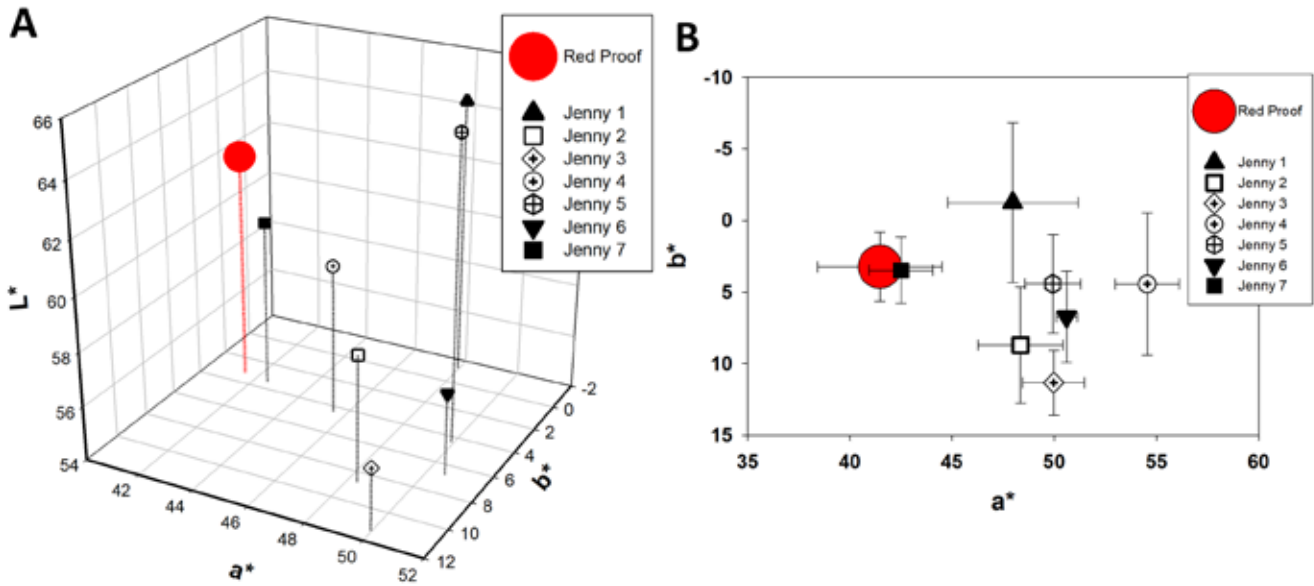 A
Red Proof
Jenny 1
Jenny 2
Jenny 3
Jenny 4
Jenny 5
Jenny 6
Jenny 7
66
64
62
60
58
56
54
L*
42
44
46
48
50
52
a*
-2
0
2
4
6
8
10
12
b*
B
Red Proof
Jenny 1
Jenny 2
Jenny 3
Jenny 4
Jenny 5
Jenny 6
Jenny 7
-10
-5
0
5
10
15
b*
35 40 45 50 55 60
a*